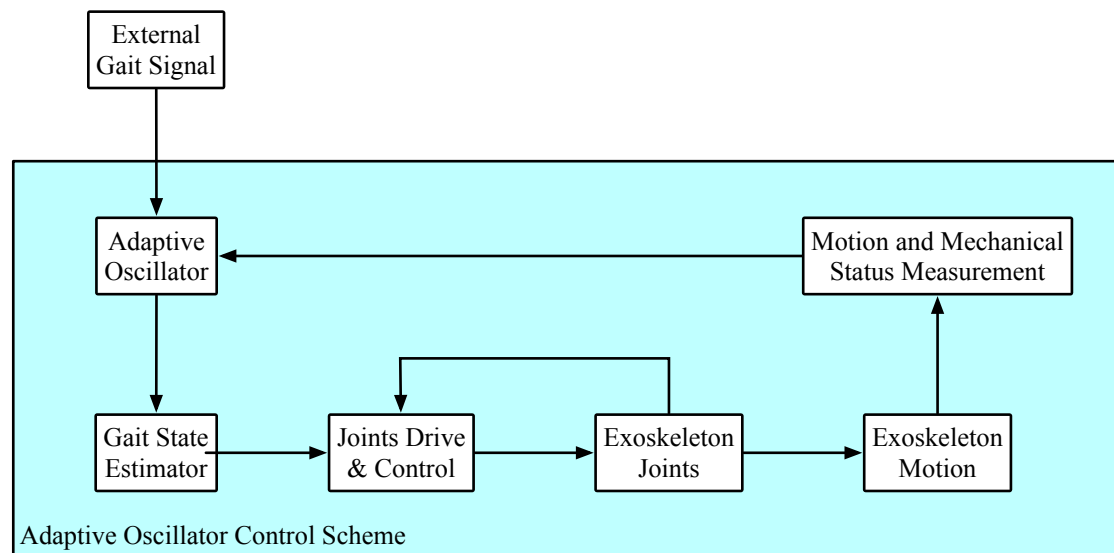 External
Gait Signal
Adaptive
Oscillator
Motion and Mechanical
Status Measurement
Gait State
Estimator
Joints Drive
& Control
Exoskeleton
Joints
Exoskeleton
Motion
Adaptive Oscillator Control Scheme